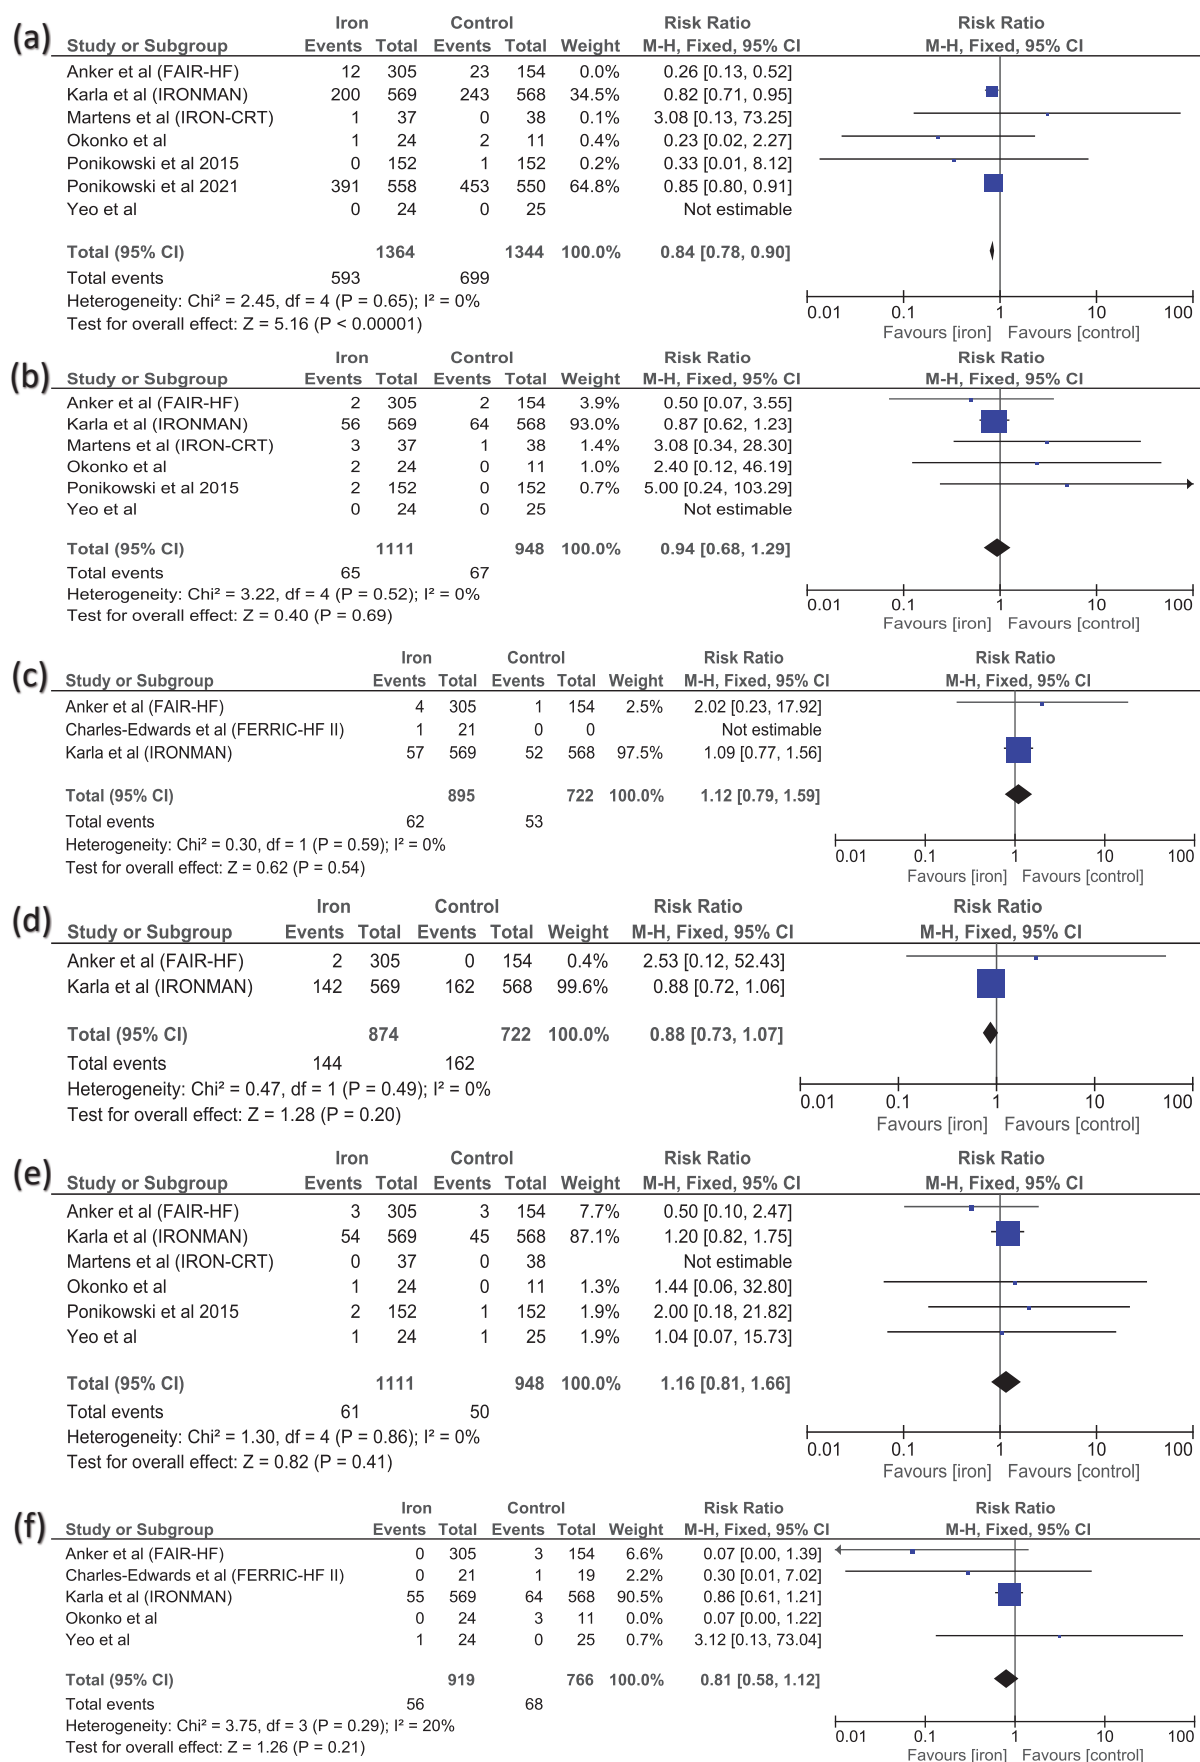 (a)
Iron Control Risk Ratio Risk Ratio
Study or Subgroup Events Total Events Total Weight M-H, Fixed, 95% CI M-H, Fixed, 95% CI
Anker et al (FAIR-HF) 12 305 23 154 0.0% 0.26 [0.13, 0.52]
Karla et al (IRONMAN) 200 569 243 568 34.5% 0.82 [0.71, 0.95]
Martens et al (IRON-CRT) 1 37 0 38 0.1% 3.08 [0.13, 73.25]
Okonko et al 1 24 2 11 0.4% 0.23 [0.02, 2.27]
Ponikowski et al 2015 0 152 1 152 0.2% 0.33 [0.01, 8.12]
Ponikowski et al 2021 391 558 453 550 64.8% 0.85 [0.80, 0.91]
Yeo et al 0 24 0 25 Not estimable
Total (95% CI) 1364 1344 100.0% 0.84 [0.78, 0.90]
Total events 593 699
Heterogeneity: Chi² = 2.45, df = 4 (P = 0.65); I² = 0%
Test for overall effect: Z = 5.16 (P < 0.00001)
0.01 0.1 1 10 100
Favours [iron] Favours [control]
(b)
Iron Control Risk Ratio Risk Ratio
Study or Subgroup Events Total Events Total Weight M-H, Fixed, 95% CI M-H, Fixed, 95% CI
Anker et al (FAIR-HF) 2 305 2 154 3.9% 0.50 [0.07, 3.55]
Karla et al (IRONMAN) 56 569 64 568 93.0% 0.87 [0.62, 1.23]
Martens et al (IRON-CRT) 3 37 1 38 1.4% 3.08 [0.34, 28.30]
Okonko et al 2 24 0 11 1.0% 2.40 [0.12, 46.19]
Ponikowski et al 2015 2 152 0 152 0.7% 5.00 [0.24, 103.29]
Yeo et al 0 24 0 25 Not estimable
Total (95% CI) 1111 948 100.0% 0.94 [0.68, 1.29]
Total events 65 67
Heterogeneity: Chi² = 3.22, df = 4 (P = 0.52); I² = 0%
Test for overall effect: Z = 0.40 (P = 0.69)
0.01 0.1 1 10 100
Favours [iron] Favours [control]
(c)
Iron Control Risk Ratio Risk Ratio
Study or Subgroup Events Total Events Total Weight M-H, Fixed, 95% CI M-H, Fixed, 95% CI
Anker et al (FAIR-HF) 4 305 1 154 2.5% 2.02 [0.23, 17.92]
Charles-Edwards et al (FERRIC-HF II) 1 21 0 0 Not estimable
Karla et al (IRONMAN) 57 569 52 568 97.5% 1.09 [0.77, 1.56]
Total (95% CI) 895 722 100.0% 1.12 [0.79, 1.59]
Total events 62 53
Heterogeneity: Chi² = 0.30, df = 1 (P = 0.59); I² = 0%
Test for overall effect: Z = 0.62 (P = 0.54)
0.01 0.1 1 10 100
Favours [iron] Favours [control]
(d)
Iron Control Risk Ratio Risk Ratio
Study or Subgroup Events Total Events Total Weight M-H, Fixed, 95% CI M-H, Fixed, 95% CI
Anker et al (FAIR-HF) 2 305 0 154 0.4% 2.53 [0.12, 52.43]
Karla et al (IRONMAN) 142 569 162 568 99.6% 0.88 [0.72, 1.06]
Total (95% CI) 874 722 100.0% 0.88 [0.73, 1.07]
Total events 144 162
Heterogeneity: Chi² = 0.47, df = 1 (P = 0.49); I² = 0%
Test for overall effect: Z = 1.28 (P = 0.20)
0.01 0.1 1 10 100
Favours [iron] Favours [control]
(e)
Iron Control Risk Ratio Risk Ratio
Study or Subgroup Events Total Events Total Weight M-H, Fixed, 95% CI M-H, Fixed, 95% CI
Anker et al (FAIR-HF) 3 305 3 154 7.7% 0.50 [0.10, 2.47]
Karla et al (IRONMAN) 54 569 45 568 87.1% 1.20 [0.82, 1.75]
Martens et al (IRON-CRT) 0 37 0 38 Not estimable
Okonko et al 1 24 0 11 1.3% 1.44 [0.06, 32.80]
Ponikowski et al 2015 2 152 1 152 1.9% 2.00 [0.18, 21.82]
Yeo et al 1 24 1 25 1.9% 1.04 [0.07, 15.73]
Total (95% CI) 1111 948 100.0% 1.16 [0.81, 1.66]
Total events 61 50
Heterogeneity: Chi² = 1.30, df = 4 (P = 0.86); I² = 0%
Test for overall effect: Z = 0.82 (P = 0.41)
0.01 0.1 1 10 100
Favours [iron] Favours [control]
(f)
Iron Control Risk Ratio Risk Ratio
Study or Subgroup Events Total Events Total Weight M-H, Fixed, 95% CI M-H, Fixed, 95% CI
Anker et al (FAIR-HF) 0 305 3 154 6.6% 0.07 [0.00, 1.39]
Charles-Edwards et al (FERRIC-HF II) 0 21 1 19 2.2% 0.30 [0.01, 7.02]
Karla et al (IRONMAN) 55 569 64 568 90.5% 0.86 [0.61, 1.21]
Okonko et al 0 24 3 11 0.0% 0.07 [0.00, 1.22]
Yeo et al 1 24 0 25 0.7% 3.12 [0.13, 73.04]
Total (95% CI) 919 766 100.0% 0.81 [0.58, 1.12]
Total events 56 68
Heterogeneity: Chi² = 3.75, df = 3 (P = 0.29); I² = 20%
Test for overall effect: Z = 1.26 (P = 0.21)
0.01 0.1 1 10 100
Favours [iron] Favours [control]